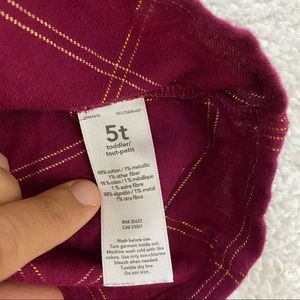 5t
toddler/
tout-petit
98% cotton / 1% metallic
1% other fiber
98% coton / 1% métallique
1% autre fibre
98% algodón / 1% metal
1% otra fibra
RN# 35623
CA# 53061
Wash before use.
Turn garment inside out.
Machine wash cold with like
colors. Use only non-chlorine
bleach when needed.
Tumble dry low.
Do not iron.